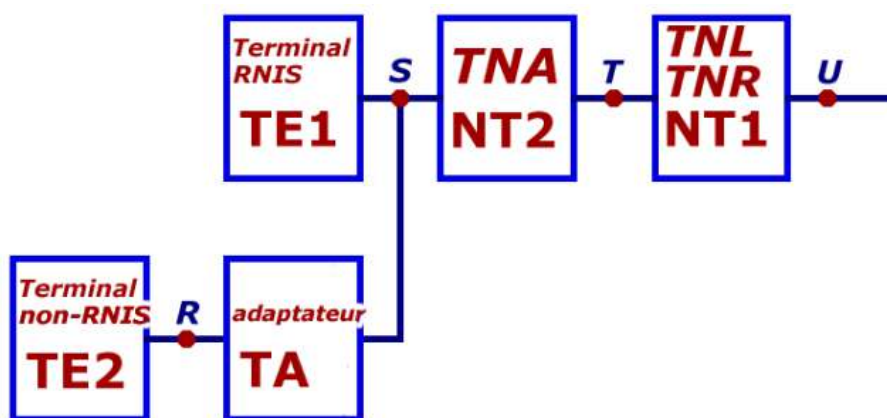 Terminal
RNIS
TE1
S
TNA
NT2
T
TNL
TNR
NT1
U
Terminal
non-RNIS
TE2
R
adaptateur
TA